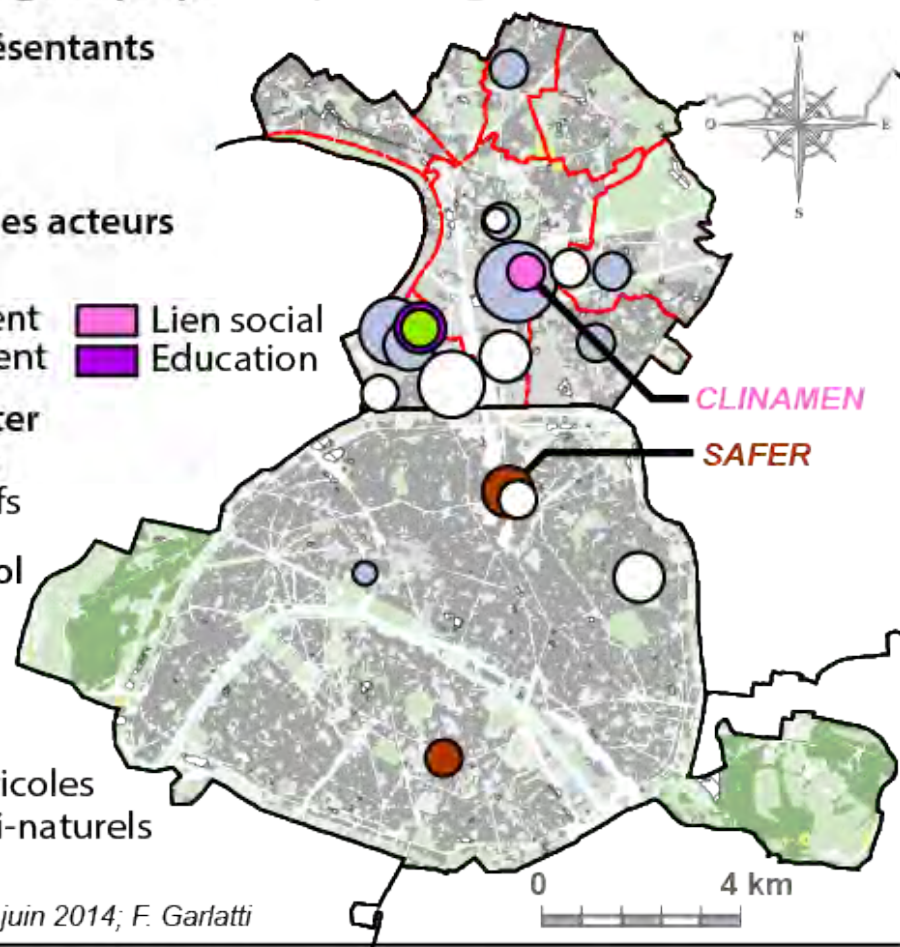 ésentants
N
O
E
S
es acteurs
ent
Lien social
ent
Education
CLINAMEN
ter
SAFER
fs
ol
icoles
i-naturels
0
4 km
juin 2014; F. Garlatti